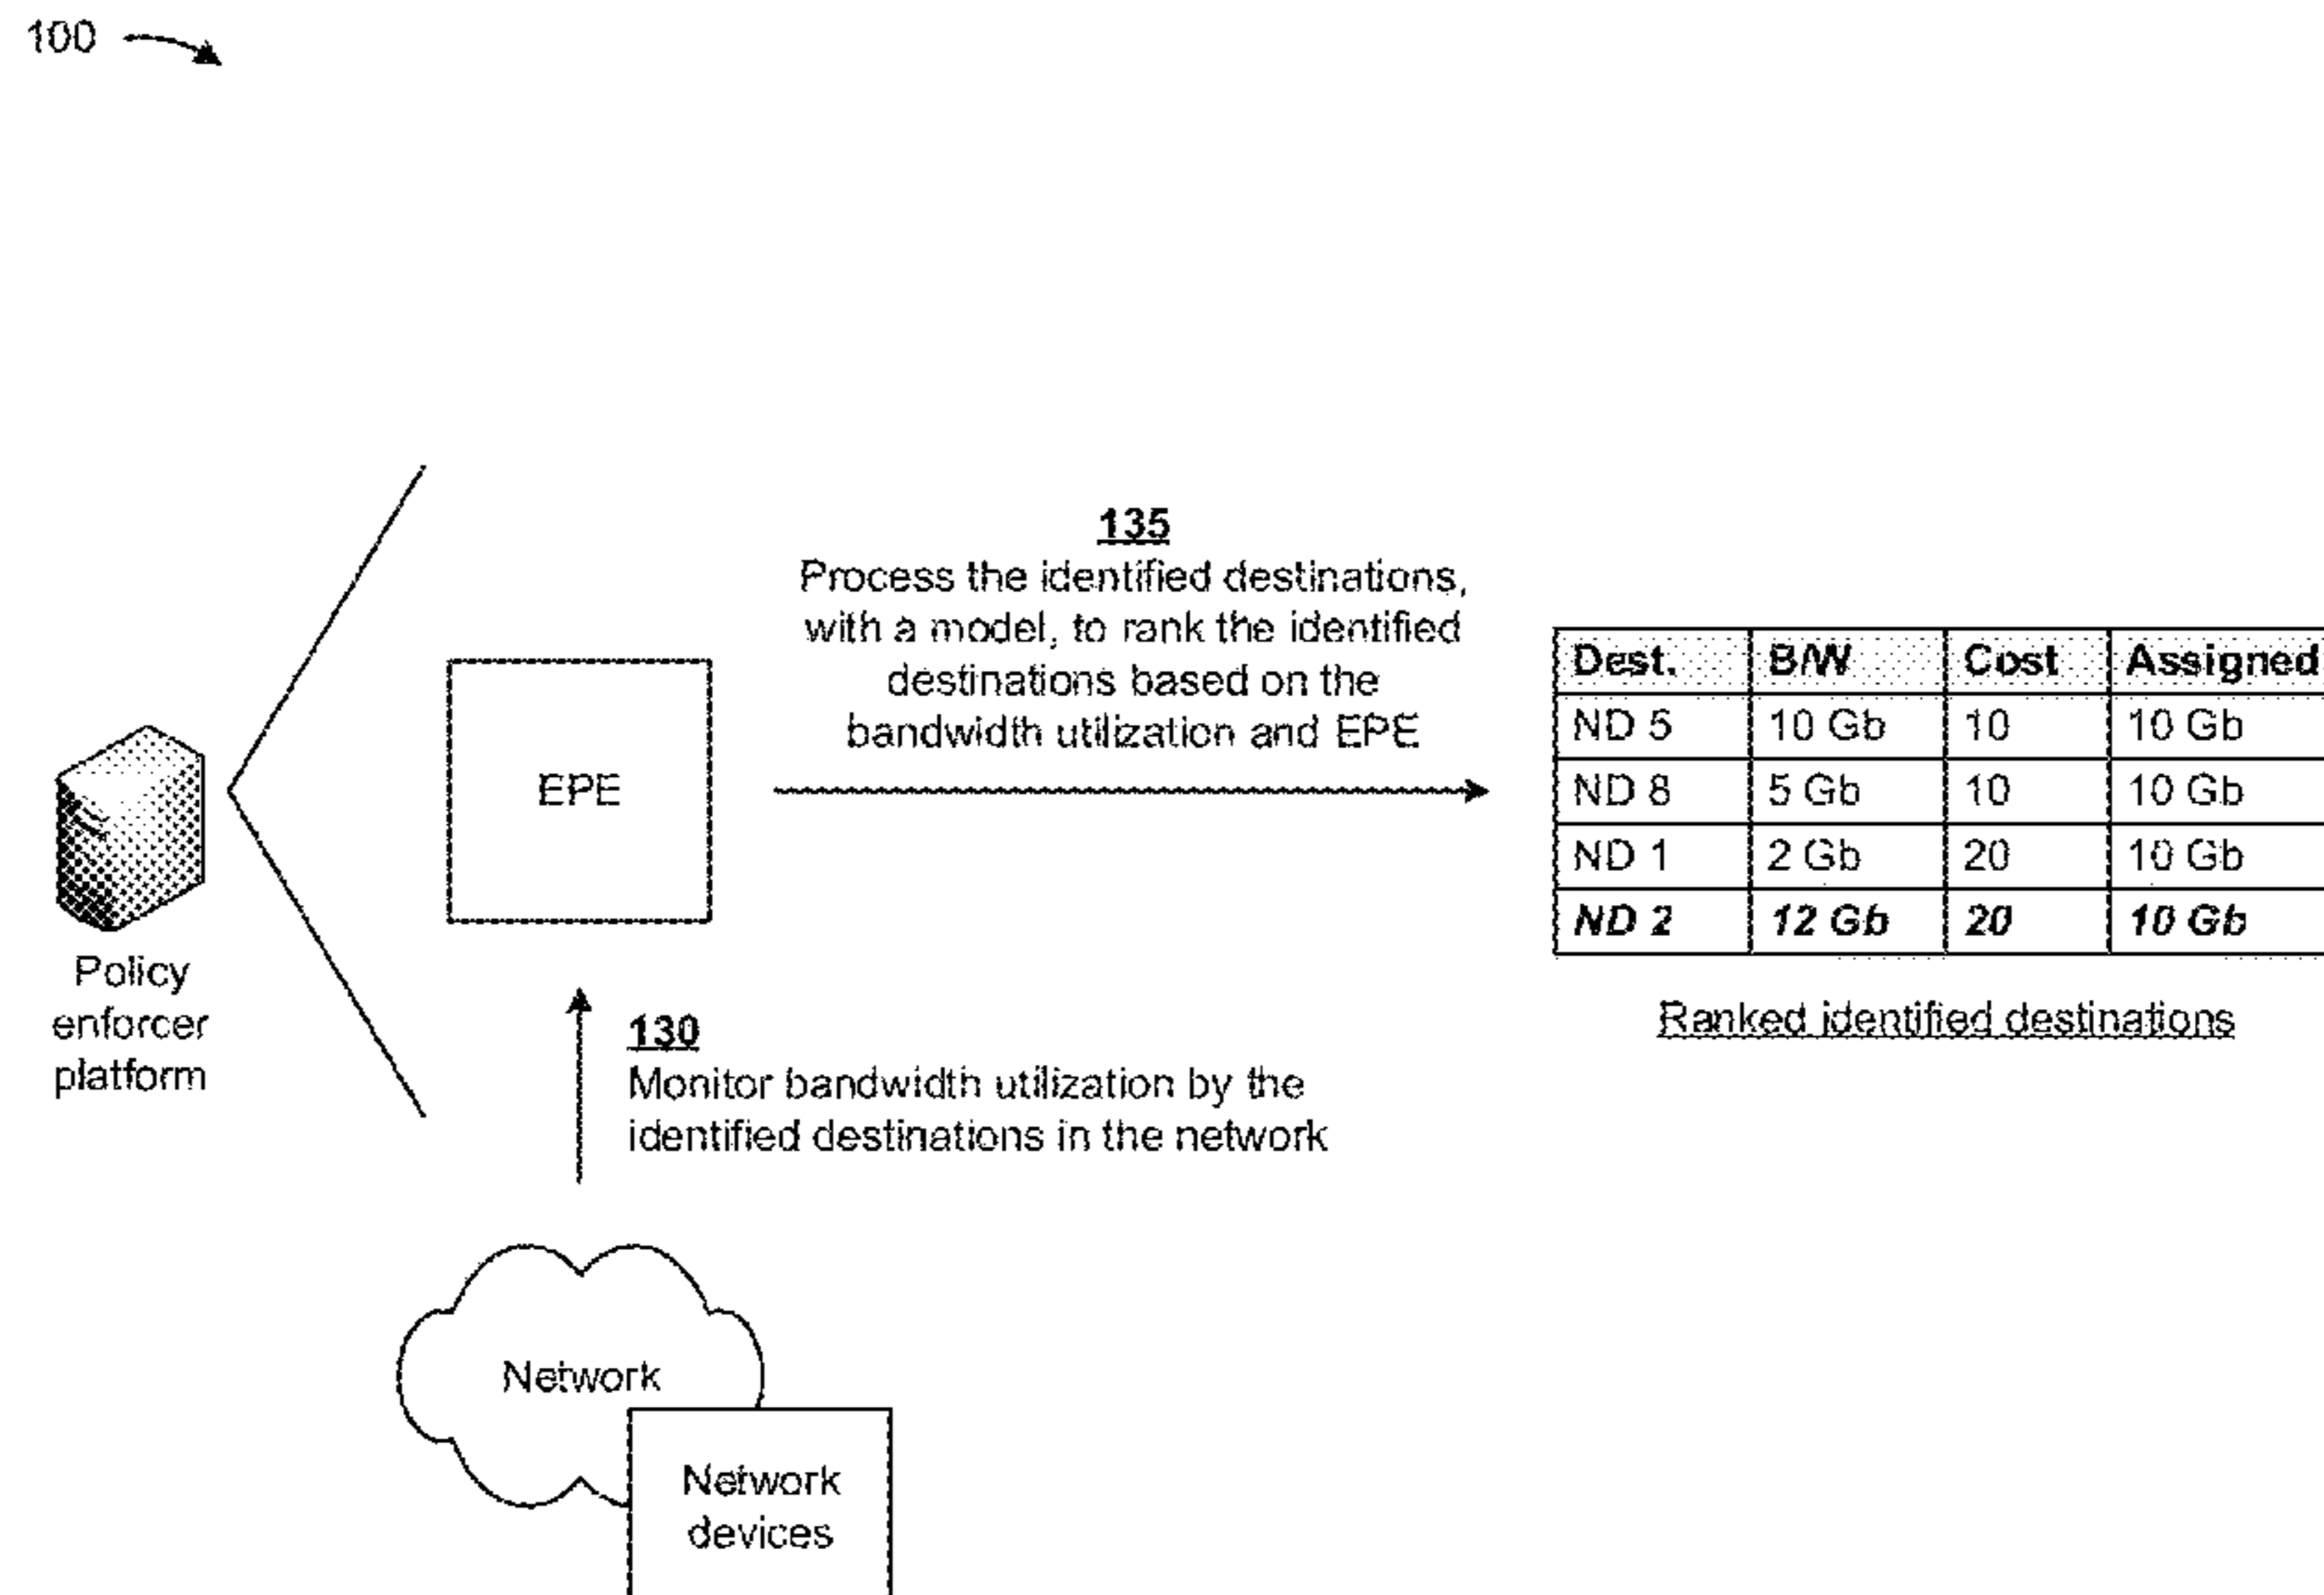 100
135
Process the identified destinations,
with a model, to rank the identified
destinations based on the
bandwidth utilization and EPE
EPE
Dest. B/W Cost Assigned
ND 5 10 Gb 10 10 Gb
ND 8 5 Gb 10 10 Gb
ND 1 2 Gb 20 10 Gb
ND 2 12 Gb 20 10 Gb
Ranked identified destinations
Policy
enforcer
platform
130
Monitor bandwidth utilization by the
identified destinations in the network
Network
Network
devices